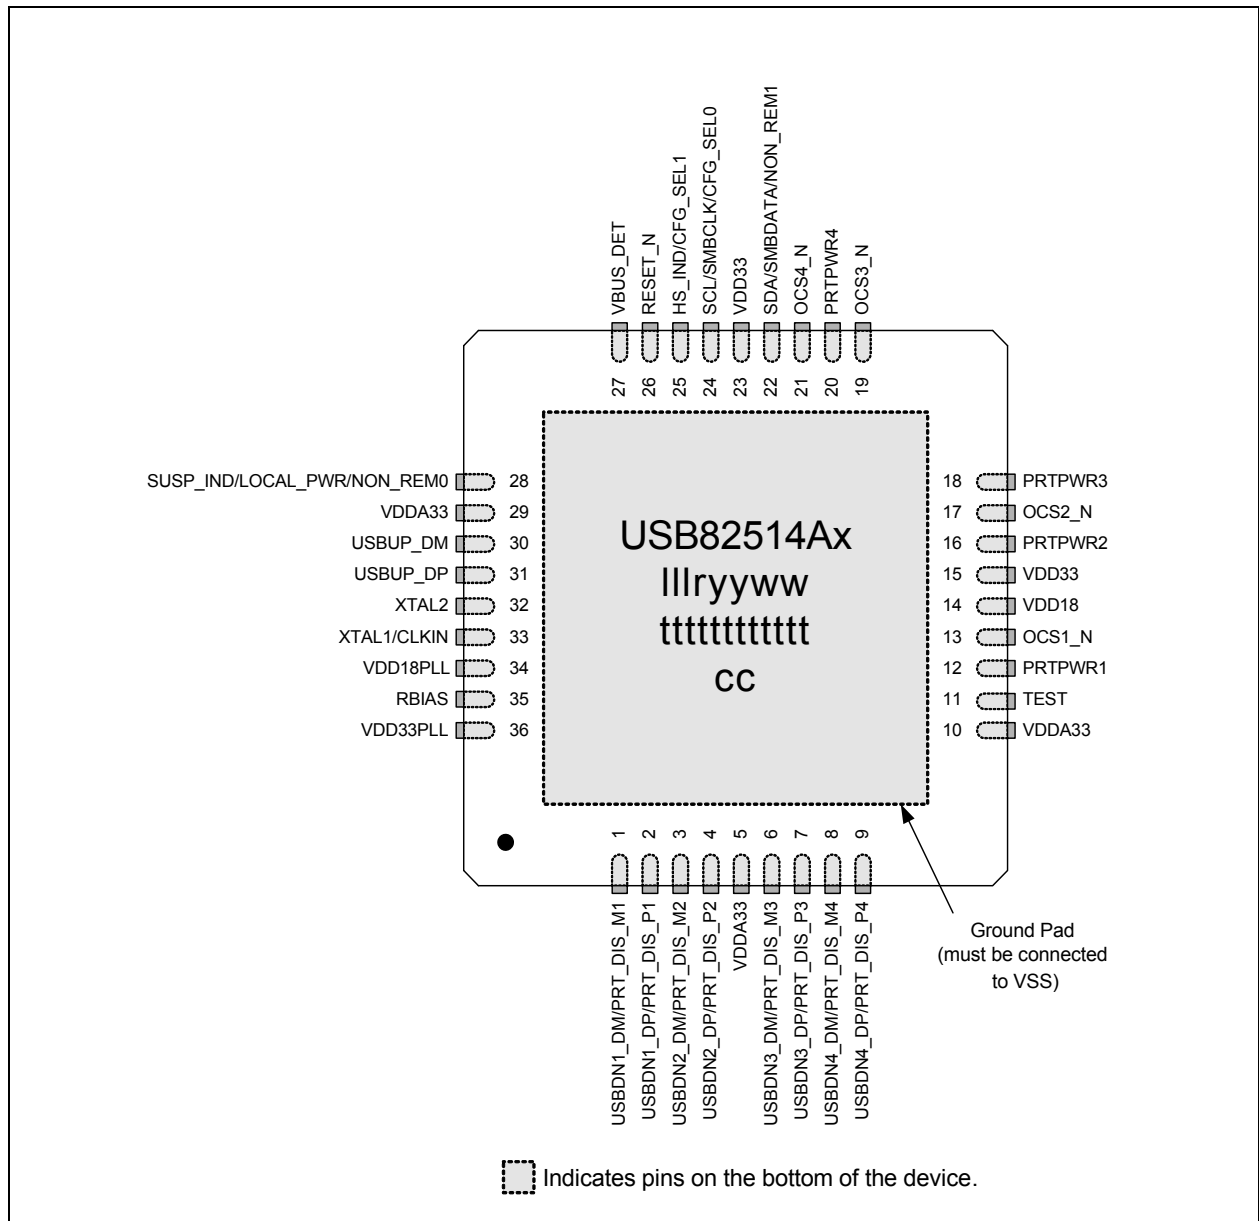 VBUS_DET
RESET_N
HS_IND/CFG_SEL1
SCL/SMBCLK/CFG_SEL0
VDD33
SDA/SMBDATA/NON_REM1
OCS4_N
PRTPWR4
OCS3_N
27
26
25
24
23
22
21
20
19
SUSP_IND/LOCAL_PWR/NON_REM0 28
VDDA33 29
USBUP_DM 30
USBUP_DP 31
XTAL2 32
XTAL1/CLKIN 33
VDD18PLL 34
RBIAS 35
VDD33PLL 36
USB82514Ax
lllryyww
tttttttttttt
cc
18 PRTPWR3
17 OCS2_N
16 PRTPWR2
15 VDD33
14 VDD18
13 OCS1_N
12 PRTPWR1
11 TEST
10 VDDA33
1
2
3
4
5
6
7
8
9
USBDN1_DM/PRT_DIS_M1
USBDN1_DP/PRT_DIS_P1
USBDN2_DM/PRT_DIS_M2
USBDN2_DP/PRT_DIS_P2
VDDA33
USBDN3_DM/PRT_DIS_M3
USBDN3_DP/PRT_DIS_P3
USBDN4_DM/PRT_DIS_M4
USBDN4_DP/PRT_DIS_P4
Ground Pad
(must be connected
to VSS)
Indicates pins on the bottom of the device.